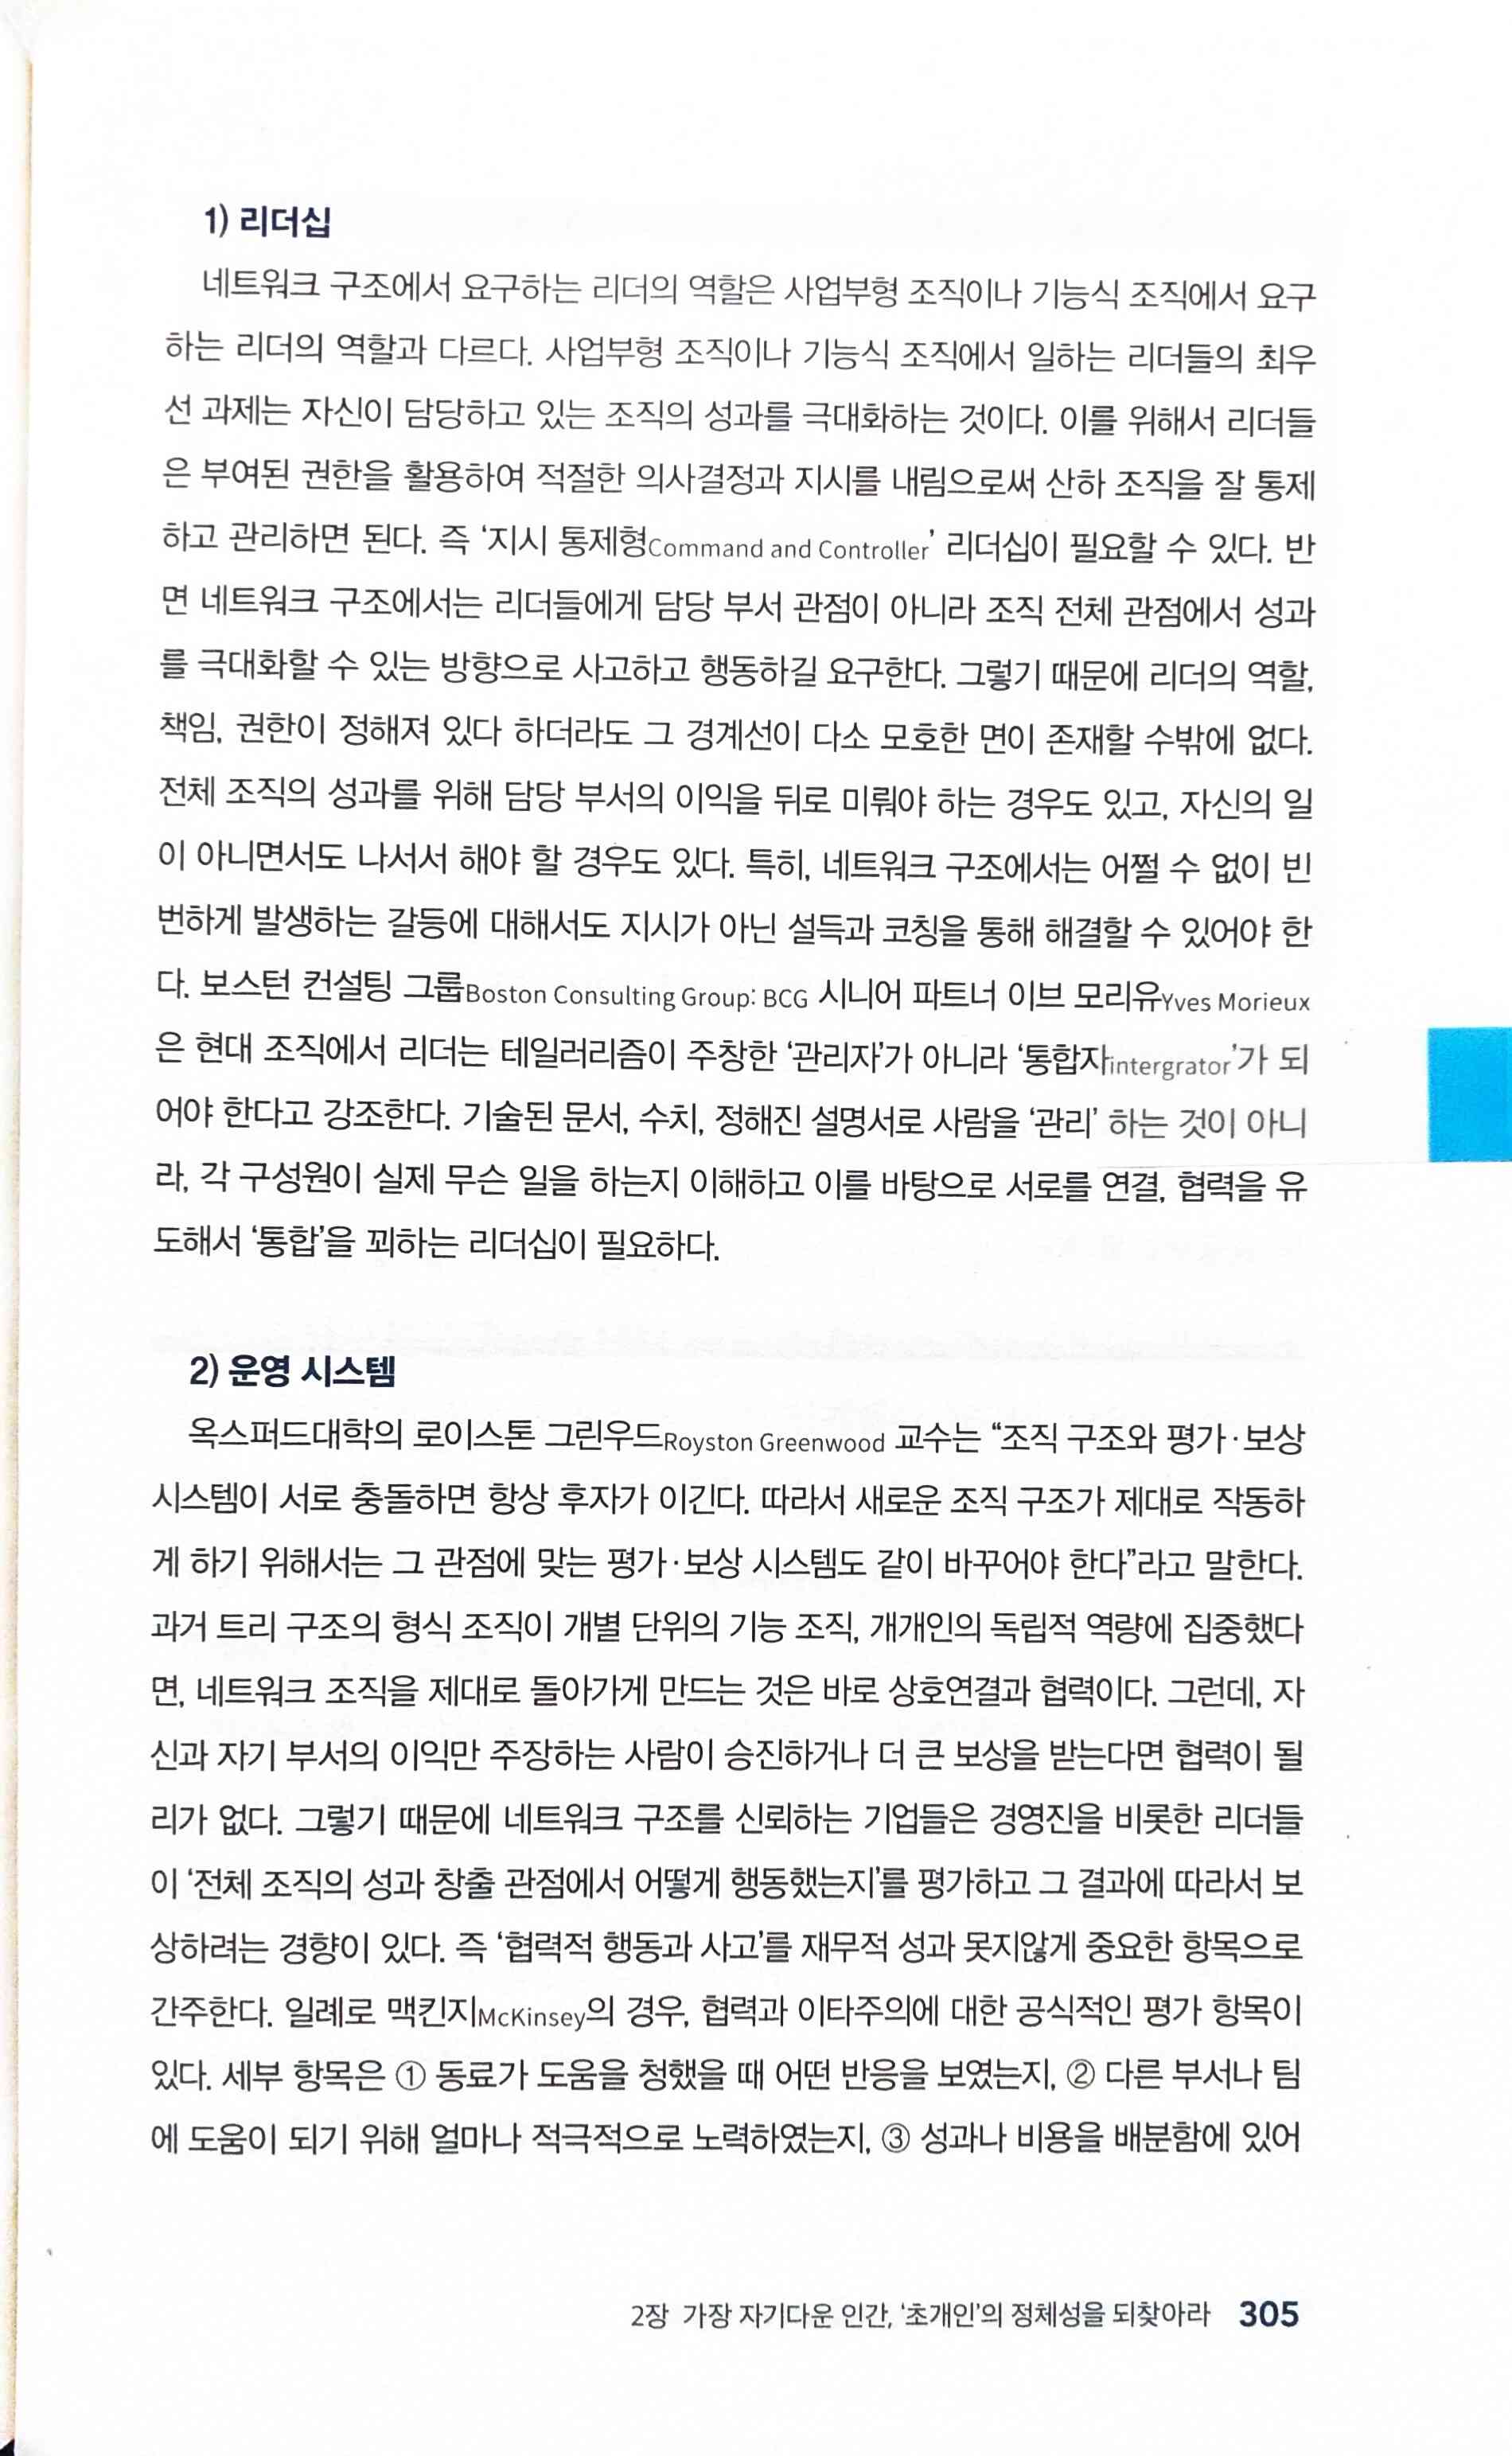 1) 리더십
네트워크 구조에서 요구하는 리더의 역할은 사업부형 조직이나 기능식 조직에서 요구
하는 리더의 역할과 다르다. 사업부형 조직이나 기능식 조직에서 일하는 리더들의 최우
선 과제는 자신이 담당하고 있는 조직의 성과를 극대화하는 것이다. 이를 위해서 리더들
은 부여된 권한을 활용하여 적절한 의사결정과 지시를 내림으로써 산하 조직을 잘 통제
하고 관리하면 된다. 즉 ‘지시 통제형Command and Controller’ 리더십이 필요할 수 있다. 반
면 네트워크 구조에서는 리더들에게 담당 부서 관점이 아니라 조직 전체 관점에서 성과
를 극대화할 수 있는 방향으로 사고하고 행동하길 요구한다. 그렇기 때문에 리더의 역할,
책임, 권한이 정해져 있다 하더라도 그 경계선이 다소 모호한 면이 존재할 수밖에 없다.
전체 조직의 성과를 위해 담당 부서의 이익을 뒤로 미뤄야 하는 경우도 있고, 자신의 일
이 아니면서도 나서서 해야 할 경우도 있다. 특히, 네트워크 구조에서는 어쩔 수 없이 빈
번하게 발생하는 갈등에 대해서도 지시가 아닌 설득과 코칭을 통해 해결할 수 있어야 한
다. 보스턴 컨설팅 그룹Boston Consulting Group: BCG 시니어 파트너 이브 모리유Yves Morieux
은 현대 조직에서 리더는 테일러리즘이 주창한 ‘관리자’가 아니라 ‘통합자intergrator’가 되
어야 한다고 강조한다. 기술된 문서, 수치, 정해진 설명서로 사람을 ‘관리’ 하는 것이 아니
라, 각 구성원이 실제 무슨 일을 하는지 이해하고 이를 바탕으로 서로를 연결, 협력을 유
도해서 ‘통합’을 꾀하는 리더십이 필요하다.
2) 운영 시스템
옥스퍼드대학의 로이스톤 그린우드Royston Greenwood 교수는 “조직 구조와 평가·보상
시스템이 서로 충돌하면 항상 후자가 이긴다. 따라서 새로운 조직 구조가 제대로 작동하
게 하기 위해서는 그 관점에 맞는 평가·보상 시스템도 같이 바꾸어야 한다”라고 말한다.
과거 트리 구조의 형식 조직이 개별 단위의 기능 조직, 개개인의 독립적 역량에 집중했다
면, 네트워크 조직을 제대로 돌아가게 만드는 것은 바로 상호연결과 협력이다. 그런데, 자
신과 자기 부서의 이익만 주장하는 사람이 승진하거나 더 큰 보상을 받는다면 협력이 될
리가 없다. 그렇기 때문에 네트워크 구조를 신뢰하는 기업들은 경영진을 비롯한 리더들
이 ‘전체 조직의 성과 창출 관점에서 어떻게 행동했는지’를 평가하고 그 결과에 따라서 보
상하려는 경향이 있다. 즉 ‘협력적 행동과 사고’를 재무적 성과 못지않게 중요한 항목으로
간주한다. 일례로 맥킨지McKinsey의 경우, 협력과 이타주의에 대한 공식적인 평가 항목이
있다. 세부 항목은 ① 동료가 도움을 청했을 때 어떤 반응을 보였는지, ② 다른 부서나 팀
에 도움이 되기 위해 얼마나 적극적으로 노력하였는지, ③ 성과나 비용을 배분함에 있어
2장 가장 자기다운 인간, ‘초개인’의 정체성을 되찾아라 305